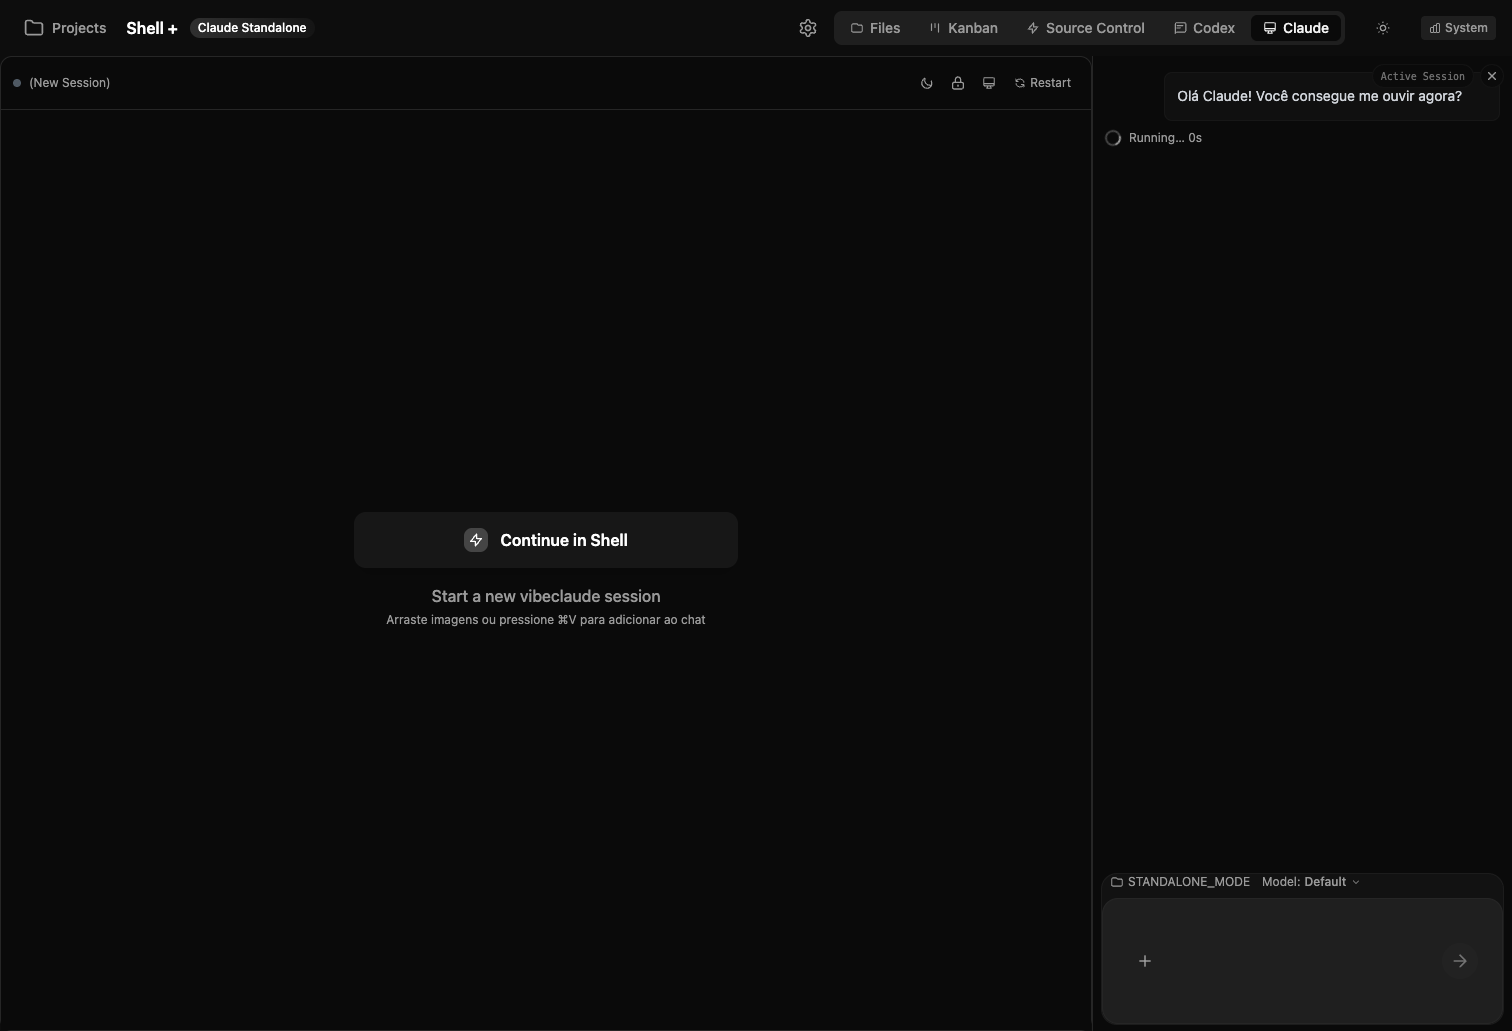 Projects
Shell +
Claude Standalone
Files
Kanban
Source Control
Codex
Claude
System
(New Session)
Restart
Active Session
Olá Claude! Você consegue me ouvir agora?
Running... 0s
Continue in Shell
Start a new vibeclaude session
Arraste imagens ou pressione ⌘V para adicionar ao chat
STANDALONE_MODE Model: Default